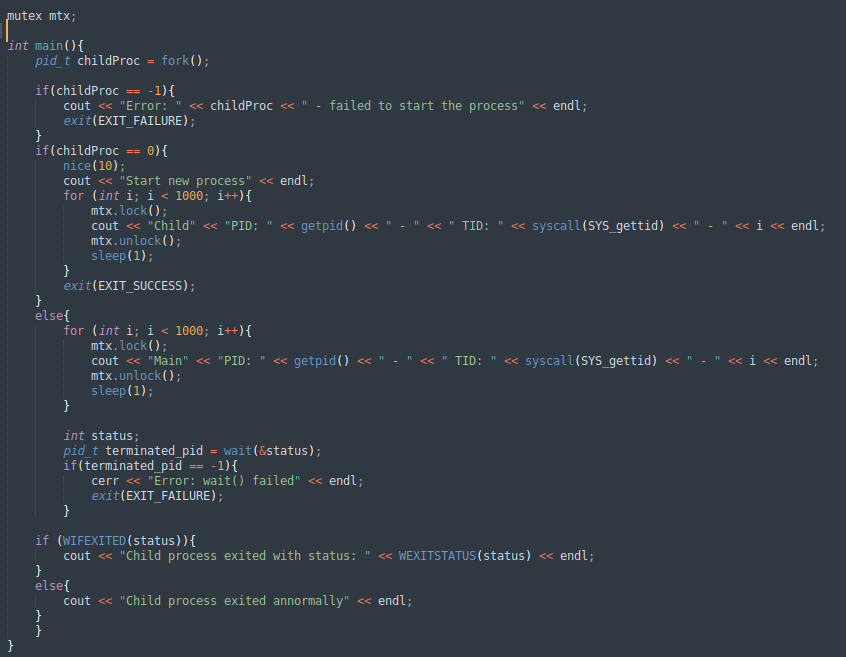 mutex mtx;

int main(){
    pid_t childProc = fork();

    if(childProc == -1){
        cout << "Error: " << childProc << " - failed to start the process" << endl;
        exit(EXIT_FAILURE);
    }
    if(childProc == 0){
        nice(10);
        cout << "Start new process" << endl;
        for (int i; i < 1000; i++){
            mtx.lock();
            cout << "Child" << "PID: " << getpid() << " - " << " TID: " << syscall(SYS_gettid) << " - " << i << endl;
            mtx.unlock();
            sleep(1);
        }
        exit(EXIT_SUCCESS);
    }
    else{
        for (int i; i < 1000; i++){
            mtx.lock();
            cout << "Main" << "PID: " << getpid() << " - " << " TID: " << syscall(SYS_gettid) << " - " << i << endl;
            mtx.unlock();
            sleep(1);
        }

        int status;
        pid_t terminated_pid = wait(&status);
        if(terminated_pid == -1){
            cerr << "Error: wait() failed" << endl;
            exit(EXIT_FAILURE);
        }

    if (WIFEXITED(status)){
        cout << "Child process exited with status: " << WEXITSTATUS(status) << endl;
    }
    else{
        cout << "Child process exited annormally" << endl;
    }
    }
}